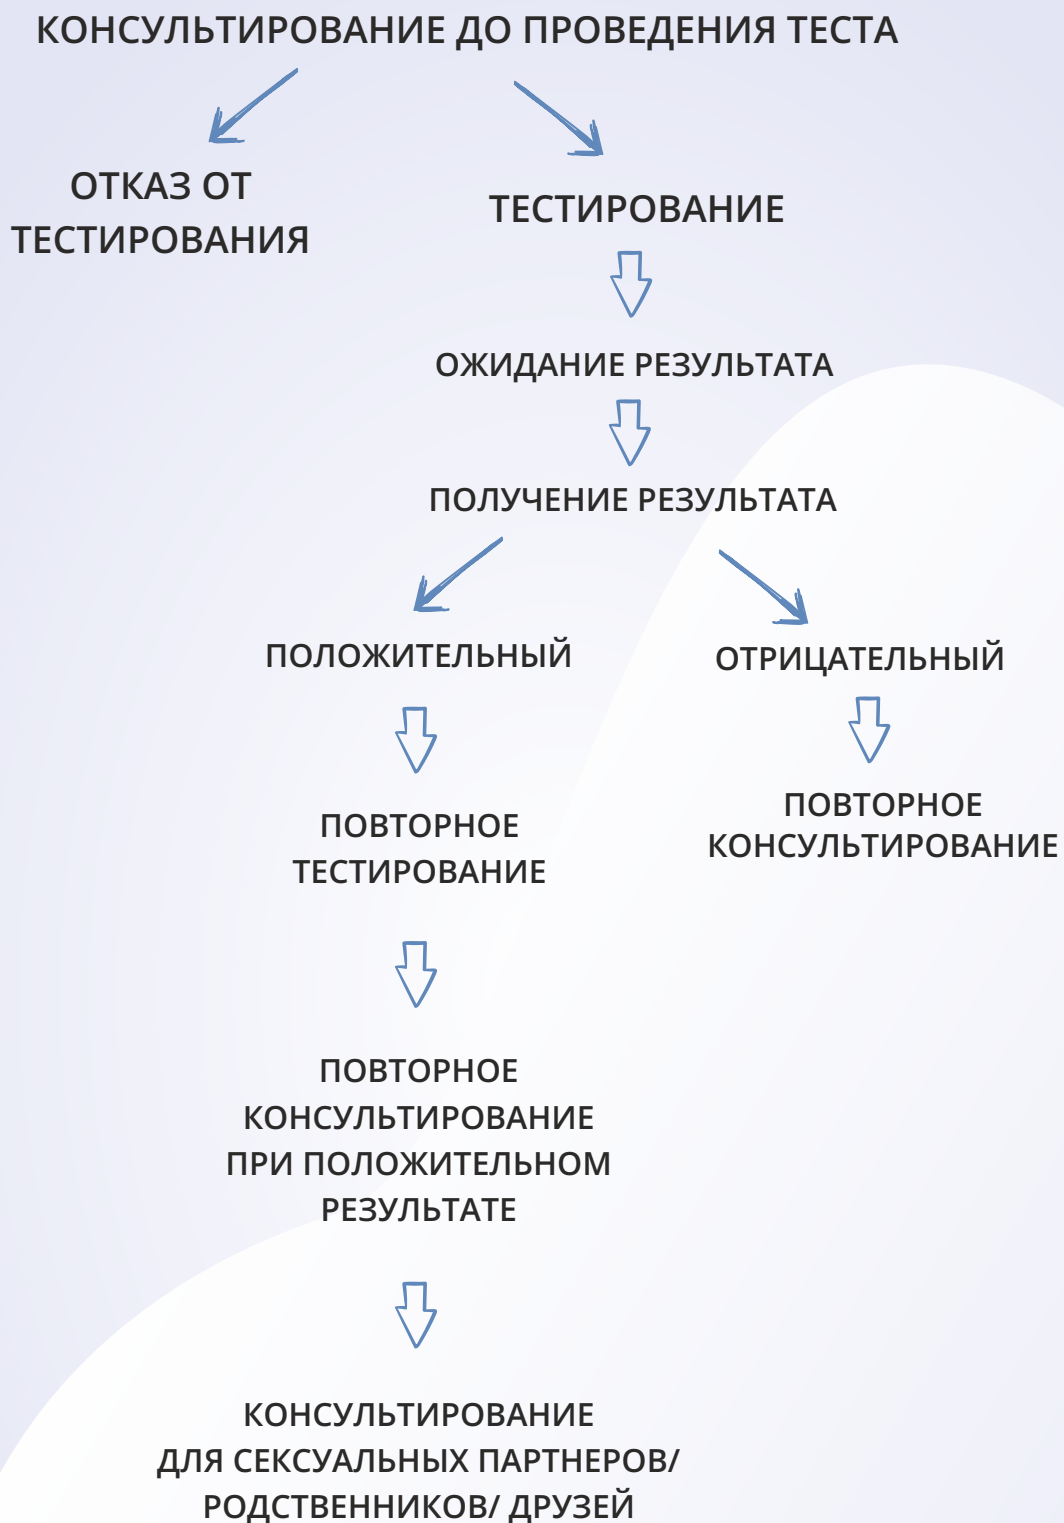 КОНСУЛЬТИРОВАНИЕ ДО ПРОВЕДЕНИЯ ТЕСТА
ОТКАЗ ОТ
ТЕСТИРОВАНИЯ
ТЕСТИРОВАНИЕ
ОЖИДАНИЕ РЕЗУЛЬТАТА
ПОЛУЧЕНИЕ РЕЗУЛЬТАТА
ПОЛОЖИТЕЛЬНЫЙ
ОТРИЦАТЕЛЬНЫЙ
ПОВТОРНОЕ
ТЕСТИРОВАНИЕ
ПОВТОРНОЕ
КОНСУЛЬТИРОВАНИЕ
ПОВТОРНОЕ
КОНСУЛЬТИРОВАНИЕ
ПРИ ПОЛОЖИТЕЛЬНОМ
РЕЗУЛЬТАТЕ
КОНСУЛЬТИРОВАНИЕ
ДЛЯ СЕКСУАЛЬНЫХ ПАРТНЕРОВ/
РОДСТВЕННИКОВ/ ДРУЗЕЙ